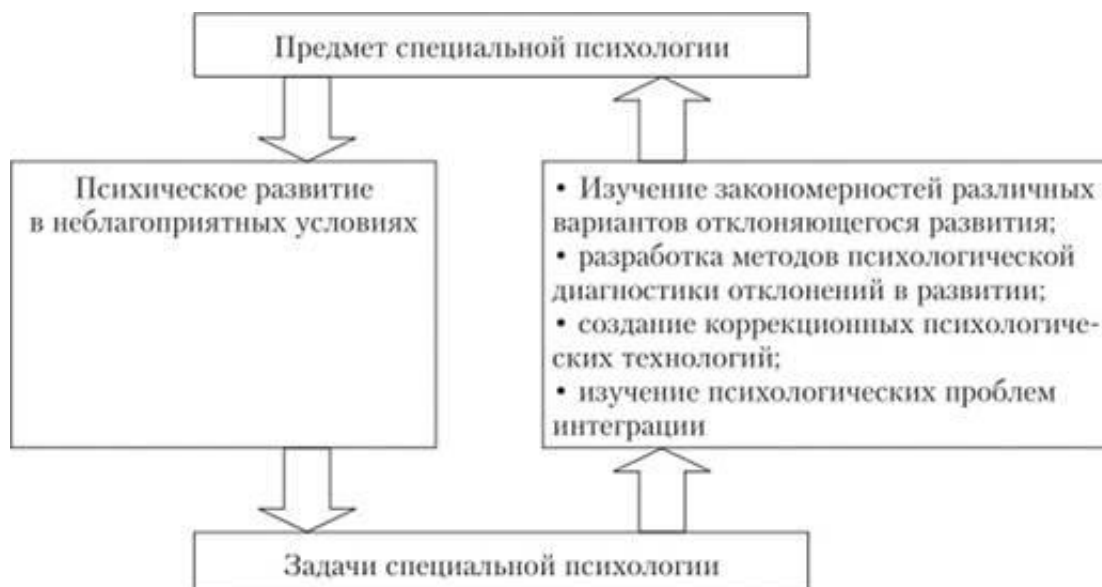 Предмет специальной психологии
Психическое развитие
в неблагоприятных условиях
• Изучение закономерностей различных
вариантов отклоняющегося развития;
• разработка методов психологической
диагностики отклонений в развитии;
• создание коррекционных психологиче-
ских технологий;
• изучение психологических проблем
интеграции
Задачи специальной психологии